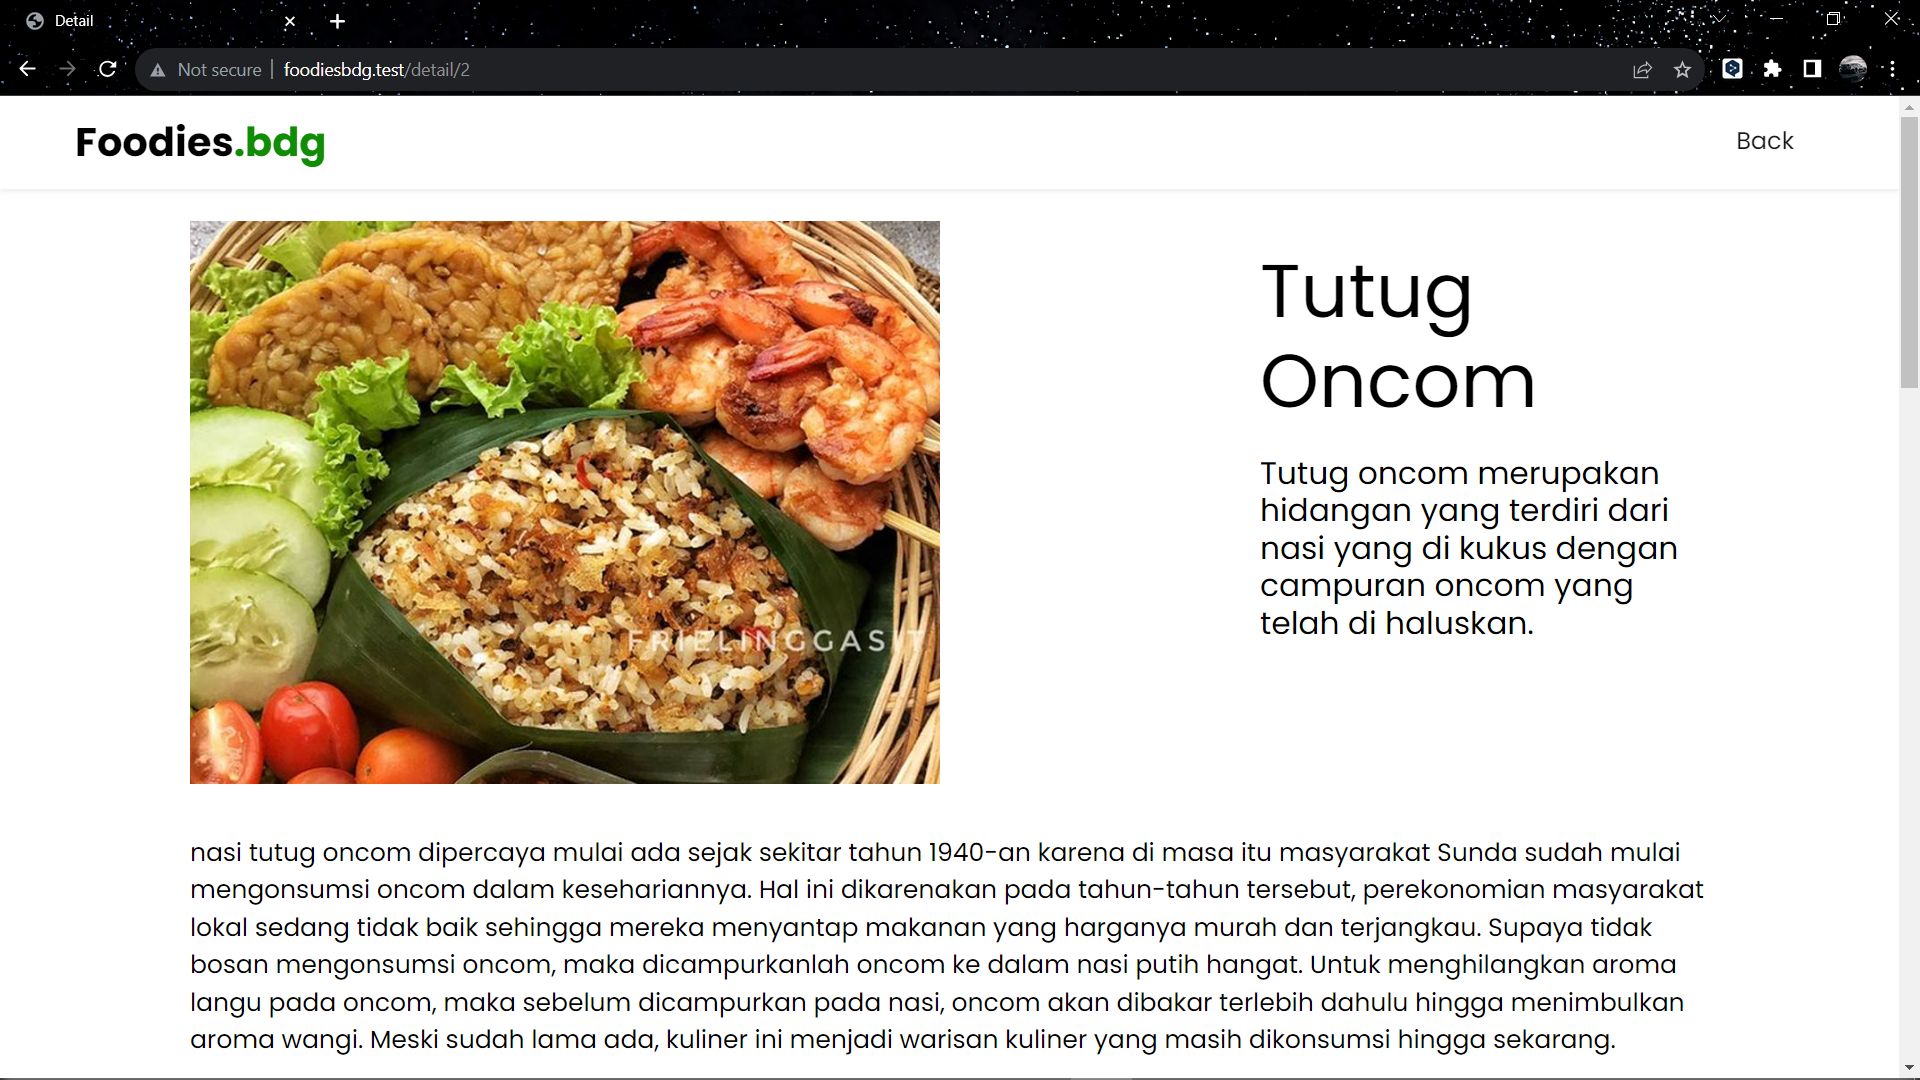 Detail
Not secure
foodiesbdg.test/detail/2
Foodies.bdg
Back
Tutug
Oncom
Tutug oncom merupakan
hidangan yang terdiri dari
nasi yang di kukus dengan
campuran oncom yang
telah di haluskan.
FRIELINGGASIT
nasi tutug oncom dipercaya mulai ada sejak sekitar tahun 1940-an karena di masa itu masyarakat Sunda sudah mulai
mengonsumsi oncom dalam kesehariannya. Hal ini dikarenakan pada tahun-tahun tersebut, perekonomian masyarakat
lokal sedang tidak baik sehingga mereka menyantap makanan yang harganya murah dan terjangkau. Supaya tidak
bosan mengonsumsi oncom, maka dicampurkanlah oncom ke dalam nasi putih hangat. Untuk menghilangkan aroma
langu pada oncom, maka sebelum dicampurkan pada nasi, oncom akan dibakar terlebih dahulu hingga menimbulkan
aroma wangi. Meski sudah lama ada, kuliner ini menjadi warisan kuliner yang masih dikonsumsi hingga sekarang.